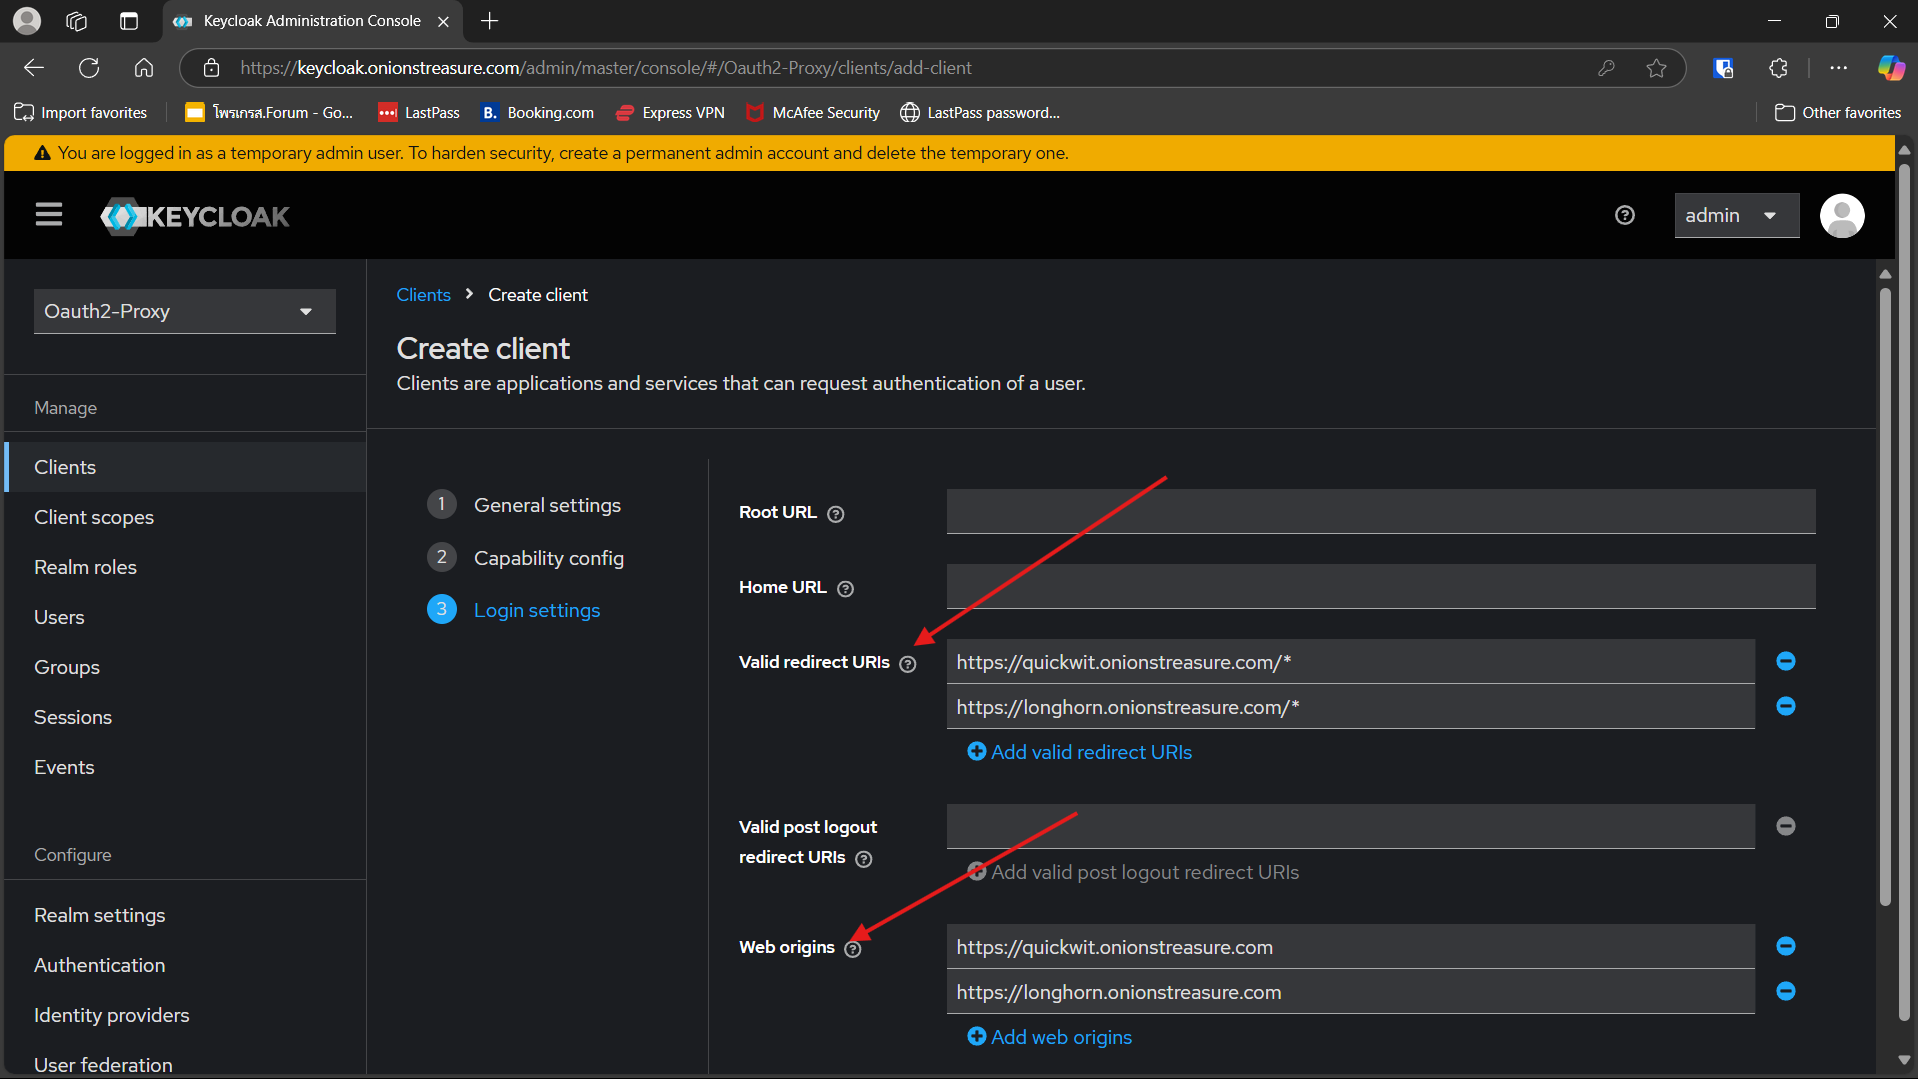 Keycloak Administration Console
https://keycloak.onionstreasure.com/admin/master/console/#/Oauth2-Proxy/clients/add-client
Import favorites
โพรเกรส.Forum - Go...
LastPass
Booking.com
Express VPN
McAfee Security
LastPass password...
Other favorites
You are logged in as a temporary admin user. To harden security, create a permanent admin account and delete the temporary one.
KEYCLOAK
admin
Oauth2-Proxy
Manage
Clients
Client scopes
Realm roles
Users
Groups
Sessions
Events
Configure
Realm settings
Authentication
Identity providers
User federation
Clients > Create client
Create client
Clients are applications and services that can request authentication of a user.
1 General settings
2 Capability config
3 Login settings
Root URL
Home URL
Valid redirect URIs
https://quickwit.onionstreasure.com/*
https://longhorn.onionstreasure.com/*
Add valid redirect URIs
Valid post logout
redirect URIs
Add valid post logout redirect URIs
Web origins
https://quickwit.onionstreasure.com
https://longhorn.onionstreasure.com
Add web origins